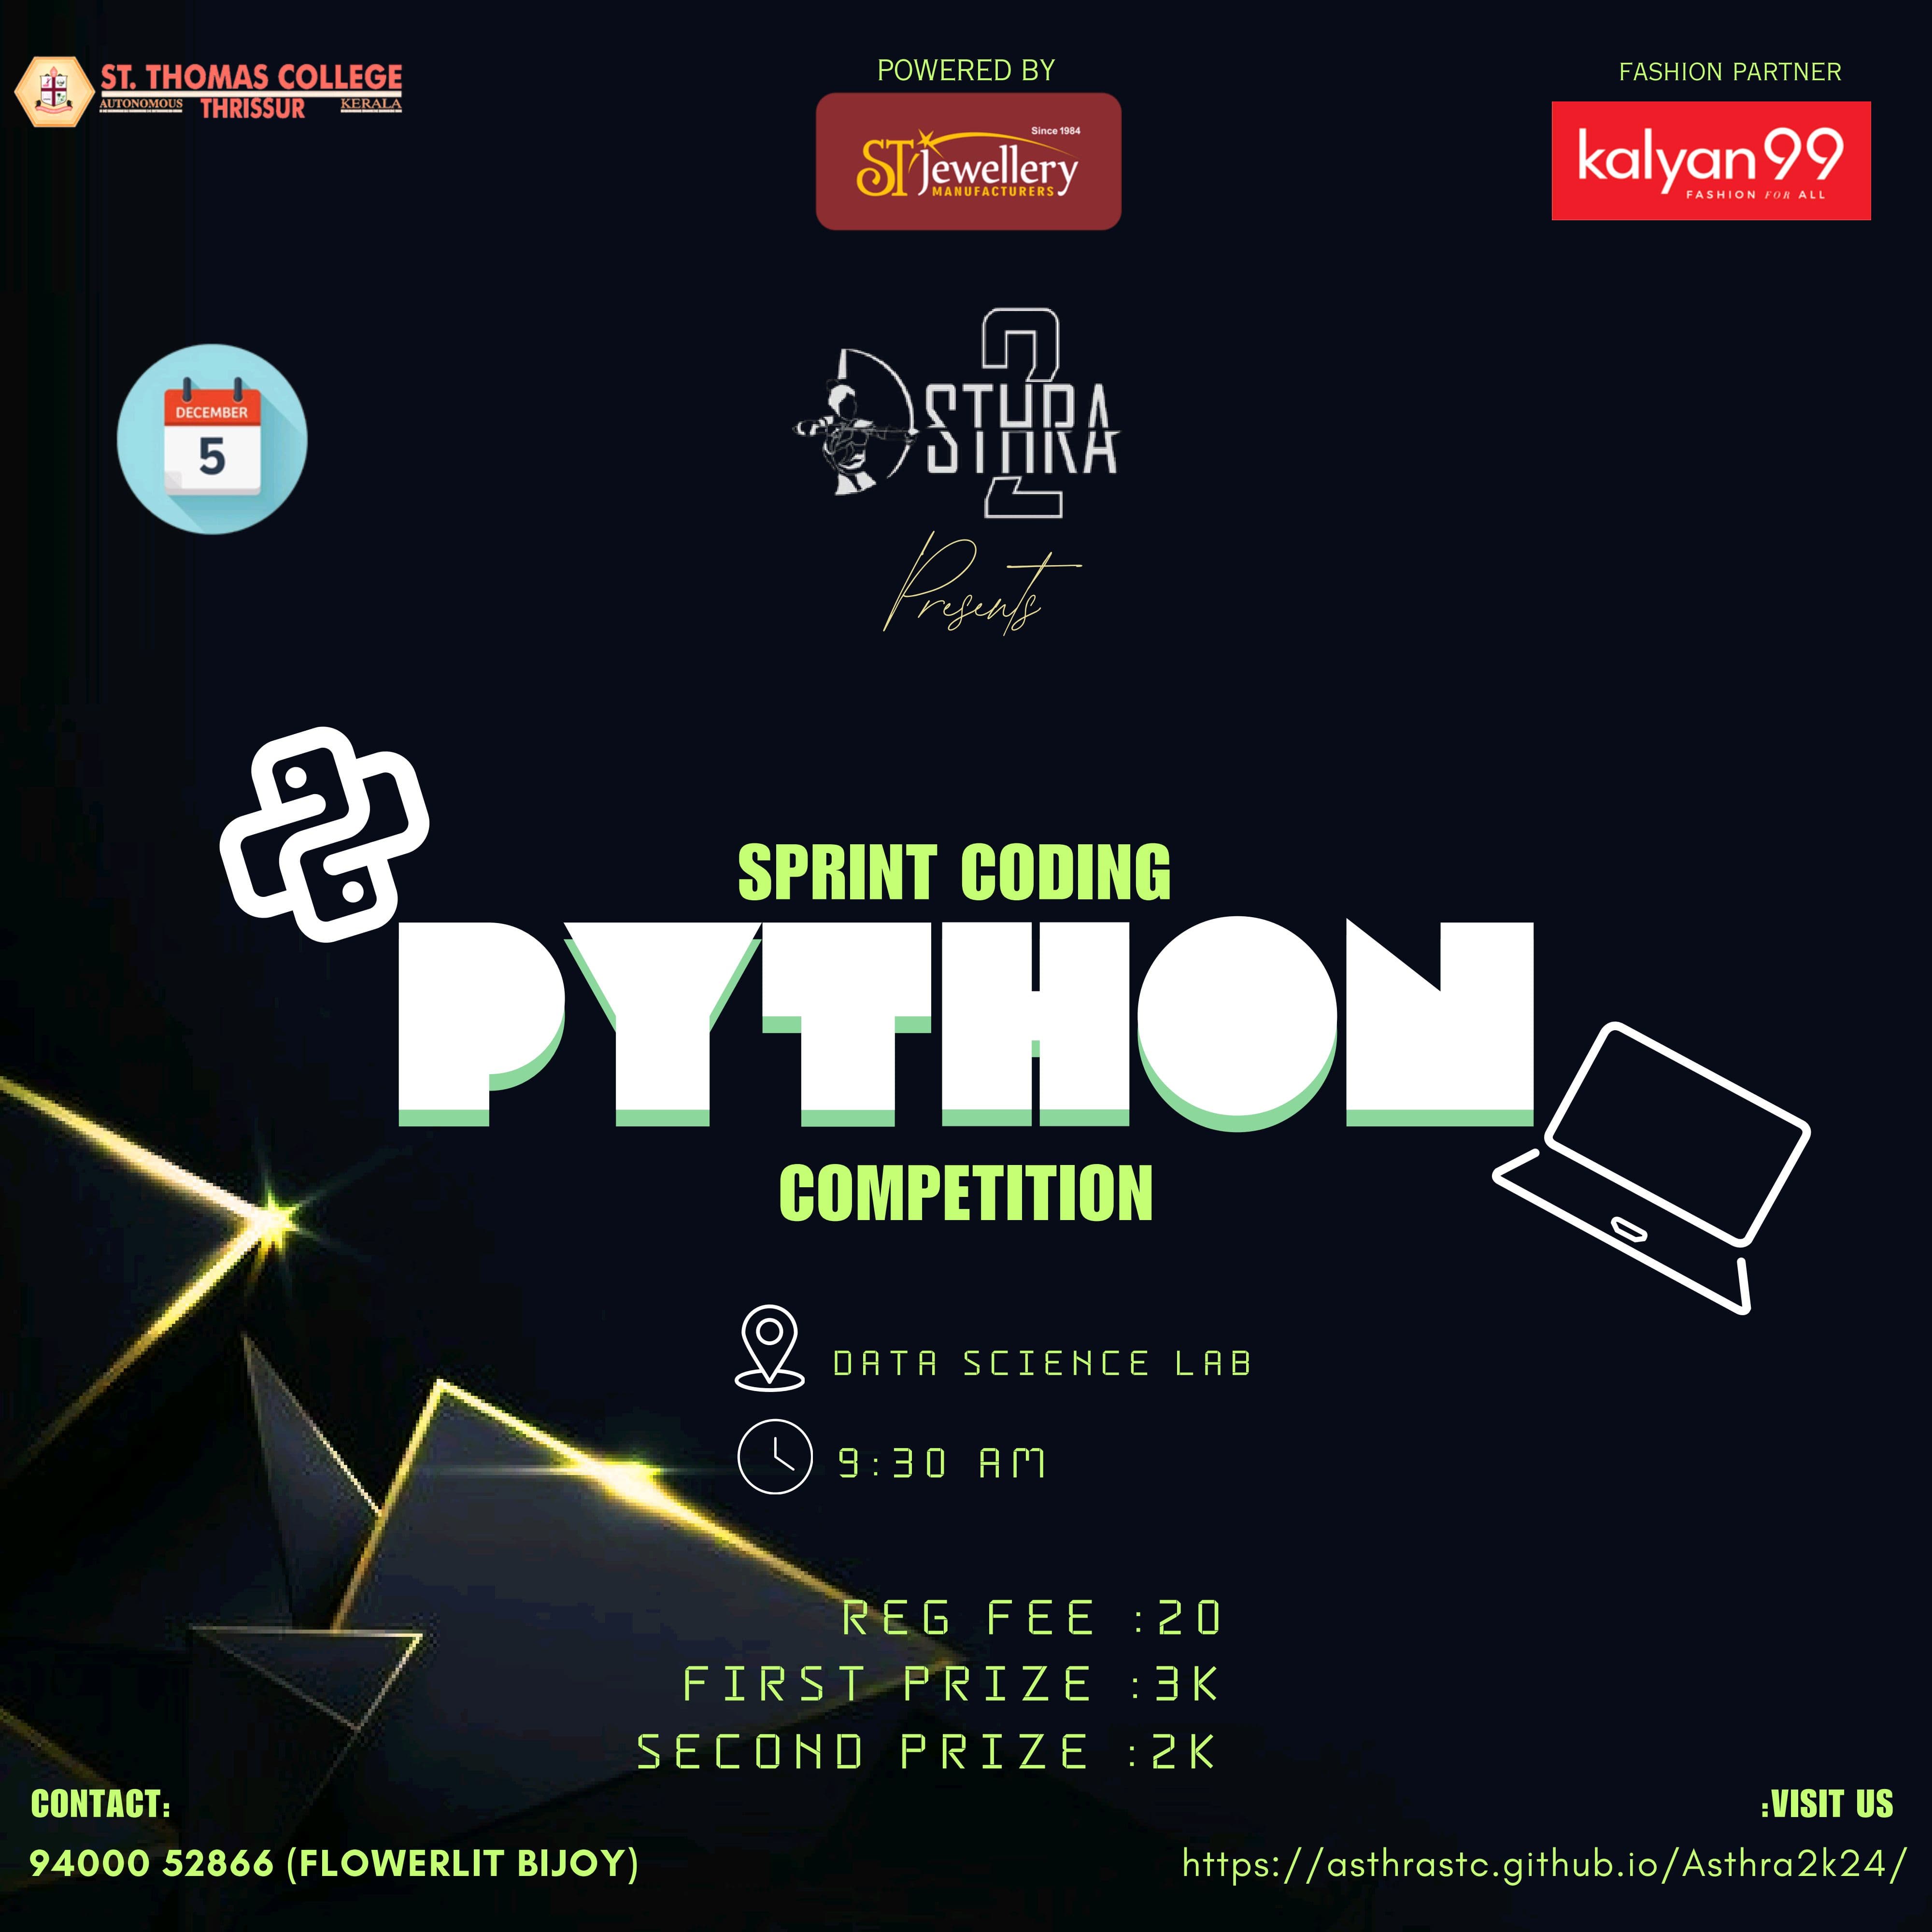 ST. THOMAS COLLEGE
AUTONOMOUS THRISSUR KERALA
POWERED BY
Since 1984
ST Jewellery
MANUFACTURERS
FASHION PARTNER
kalyan99
FASHION FOR ALL
DECEMBER
5
STHRA
2
Presents
SPRINT CODING
PYTHON
COMPETITION
DATA SCIENCE LAB
9:30 AM
REG FEE :20
FIRST PRIZE :3K
SECOND PRIZE :2K
CONTACT:
94000 52866 (FLOWERLIT BIJOY)
:VISIT US
https://asthrastc.github.io/Asthra2k24/